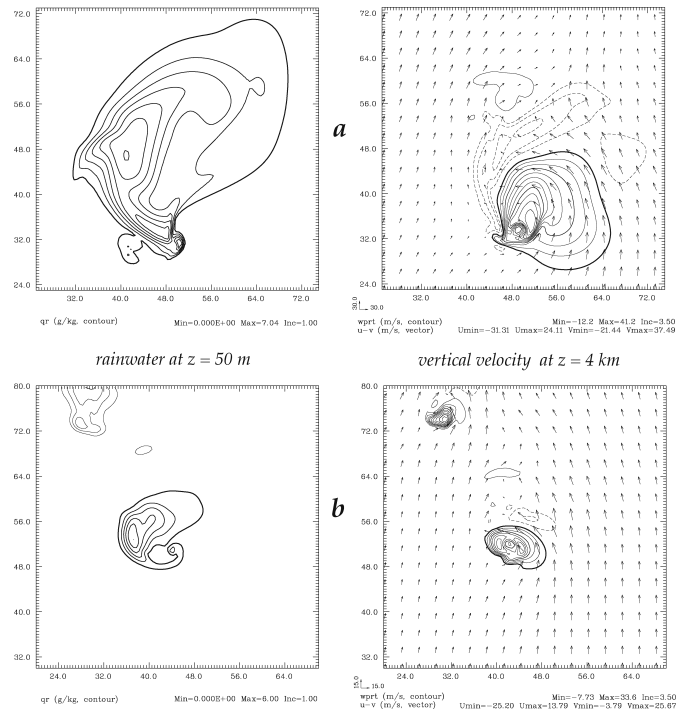 72.0
64.0
56.0
48.0
40.0
32.0
24.0
32.0 40.0 48.0 56.0 64.0 72.0
qr (g/kg, contour) Min=0.000E+00 Max=7.04 Inc=1.00
a
72.0
64.0
56.0
48.0
40.0
32.0
24.0
32.0 40.0 48.0 56.0 64.0 72.0
30.0
30.0
wprt (m/s, contour) Min=-12.2 Max=41.2 Inc=3.50
u-v (m/s, vector) Umin=-31.31 Umax=24.11 Vmin=-21.44 Vmax=37.49
rainwater at z = 50 m
vertical velocity at z = 4 km
80.0
72.0
64.0
56.0
48.0
40.0
32.0
24.0 32.0 40.0 48.0 56.0 64.0
qr (g/kg, contour) Min=0.000E+00 Max=6.00 Inc=1.00
b
80.0
72.0
64.0
56.0
48.0
40.0
32.0
24.0 32.0 40.0 48.0 56.0 64.0
15.0
15.0
wprt (m/s, contour) Min=-7.73 Max=33.6 Inc=3.50
u-v (m/s, vector) Umin=-25.20 Umax=13.79 Vmin=-3.79 Vmax=25.67